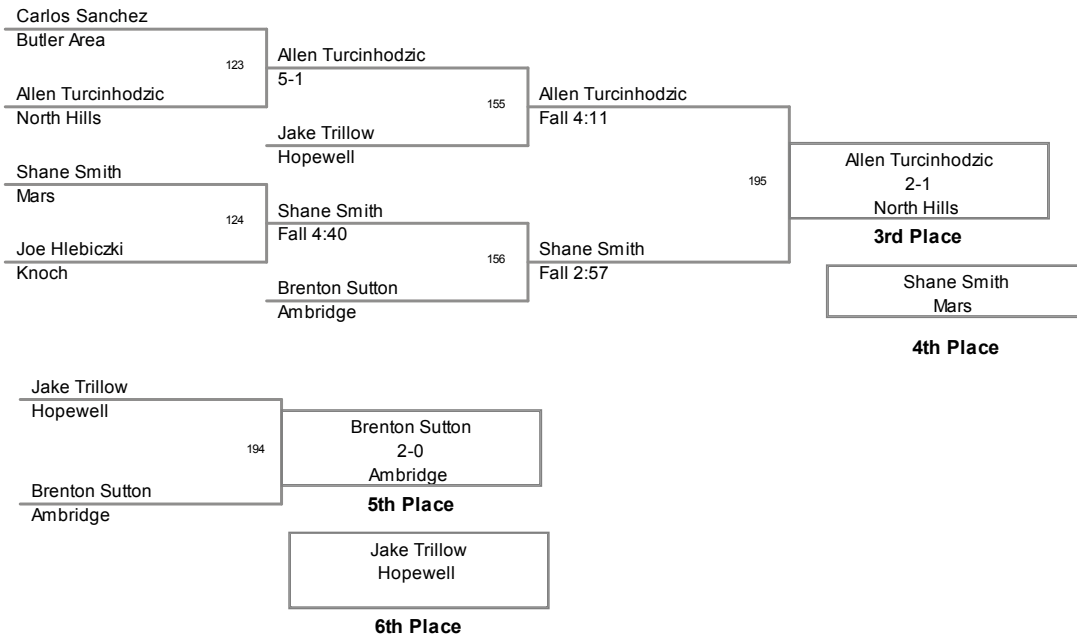 Carlos Sanchez
Butler Area
123
Allen Turcinhodzic
North Hills
Allen Turcinhodzic
5-1
155
Jake Trillow
Hopewell
Allen Turcinhodzic
Fall 4:11
Shane Smith
Mars
124
Joe Hlebiczki
Knoch
Shane Smith
Fall 4:40
156
Brenton Sutton
Ambridge
Shane Smith
Fall 2:57
195
Allen Turcinhodzic
2-1
North Hills
3rd Place
Shane Smith
Mars
4th Place
Jake Trillow
Hopewell
194
Brenton Sutton
Ambridge
Brenton Sutton
2-0
Ambridge
5th Place
Jake Trillow
Hopewell
6th Place